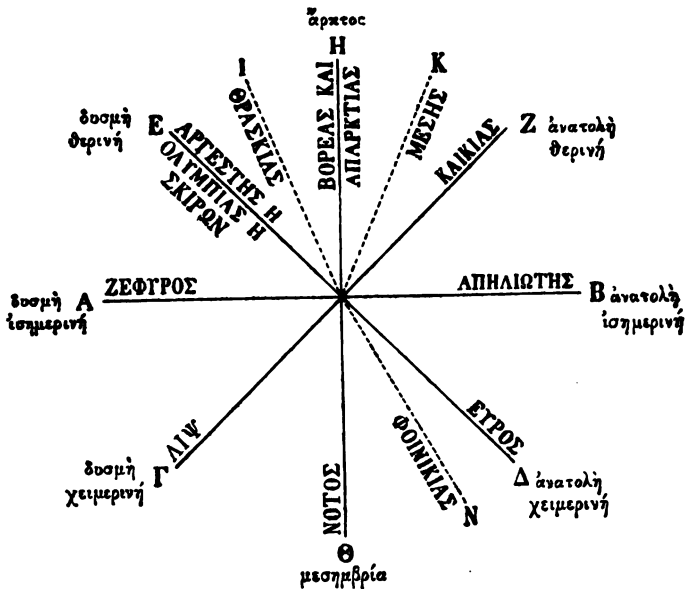 ἄρκτος
Η
Ι
Κ
ΘΡΑΣΚΙΑΣ
ΒΟΡΕΑΣ ΚΑΙ
ΑΠΑΡΚΤΙΑΣ
ΜΕΣΗΣ
δυσμὴ
θερινή
Ε
ΑΡΓΕΣΤΗΣ Η
ΟΛΥΜΠΙΑΣ Η
ΣΚΙΡΩΝ
ΚΑΙΚΙΑΣ
Ζ ἀνατολὴ
θερινή
δυσμὴ
ἰσημερινή
Α
ΖΕΦΥΡΟΣ
ΑΠΗΛΙΩΤΗΣ
Β ἀνατολὴ
ἰσημερινή
ΛΙΨ
δυσμὴ
χειμερινή
Γ
ΝΟΤΟΣ
Θ
μεσημβρία
ΦΟΙΝΙΚΙΑΣ
Ν
ΕΥΡΟΣ
Δ ἀνατολὴ
χειμερινή